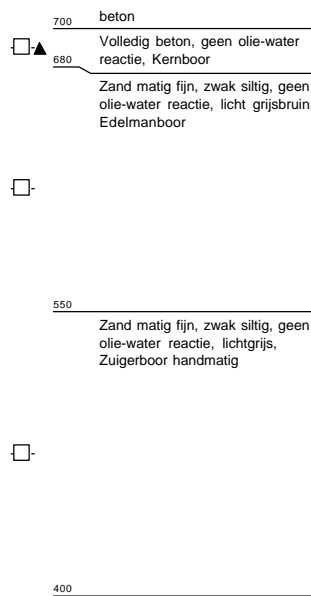 700
beton
Volledig beton, geen olie-water
reactie, Kernboor
680
Zand matig fijn, zwak siltig, geen
olie-water reactie, licht grijsbruin,
Edelmanboor
550
Zand matig fijn, zwak siltig, geen
olie-water reactie, lichtgrijs,
Zuigerboor handmatig
400